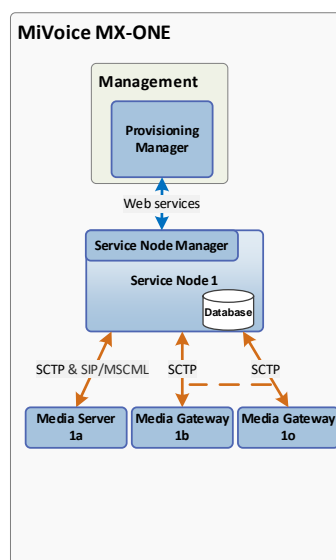 MiVoice MX-ONE
Management
Provisioning
Manager
Web services
Service Node Manager
Service Node 1
Database
SCTP & SIP/MSCML
SCTP
SCTP
Media Server
1a
Media Gateway
1b
Media Gateway
1o